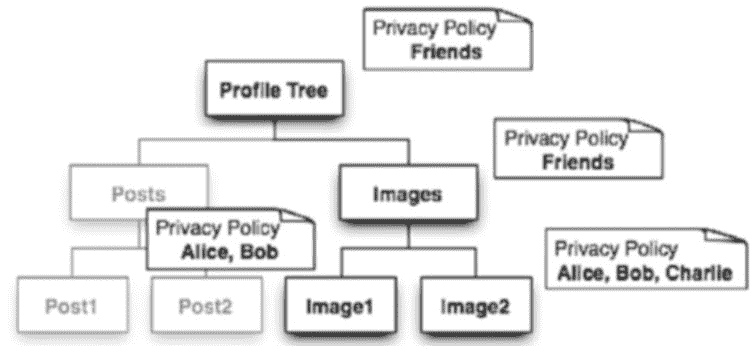 Privacy Policy
Friends
Profile Tree
Privacy Policy
Friends
Posts
Images
Privacy Policy
Alice, Bob
Privacy Policy
Alice, Bob, Charlie
Post1
Post2
Image1
Image2